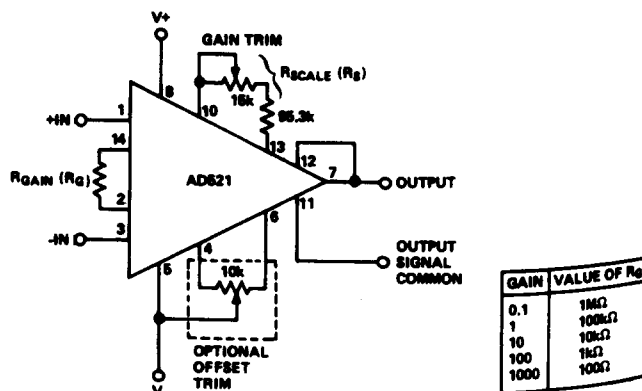 V+
GAIN TRIM
RSCALE (RS)
8
15k
10
95.3k
+IN
1
13
14
12
RGAIN (RG)
AD521
7
OUTPUT
2
11
6
-IN
3
4
OUTPUT
SIGNAL
COMMON
5
10k
OPTIONAL
OFFSET
TRIM
V
GAIN VALUE OF RG
0.1 1MΩ
1 100kΩ
10 10kΩ
100 1kΩ
1000 100Ω